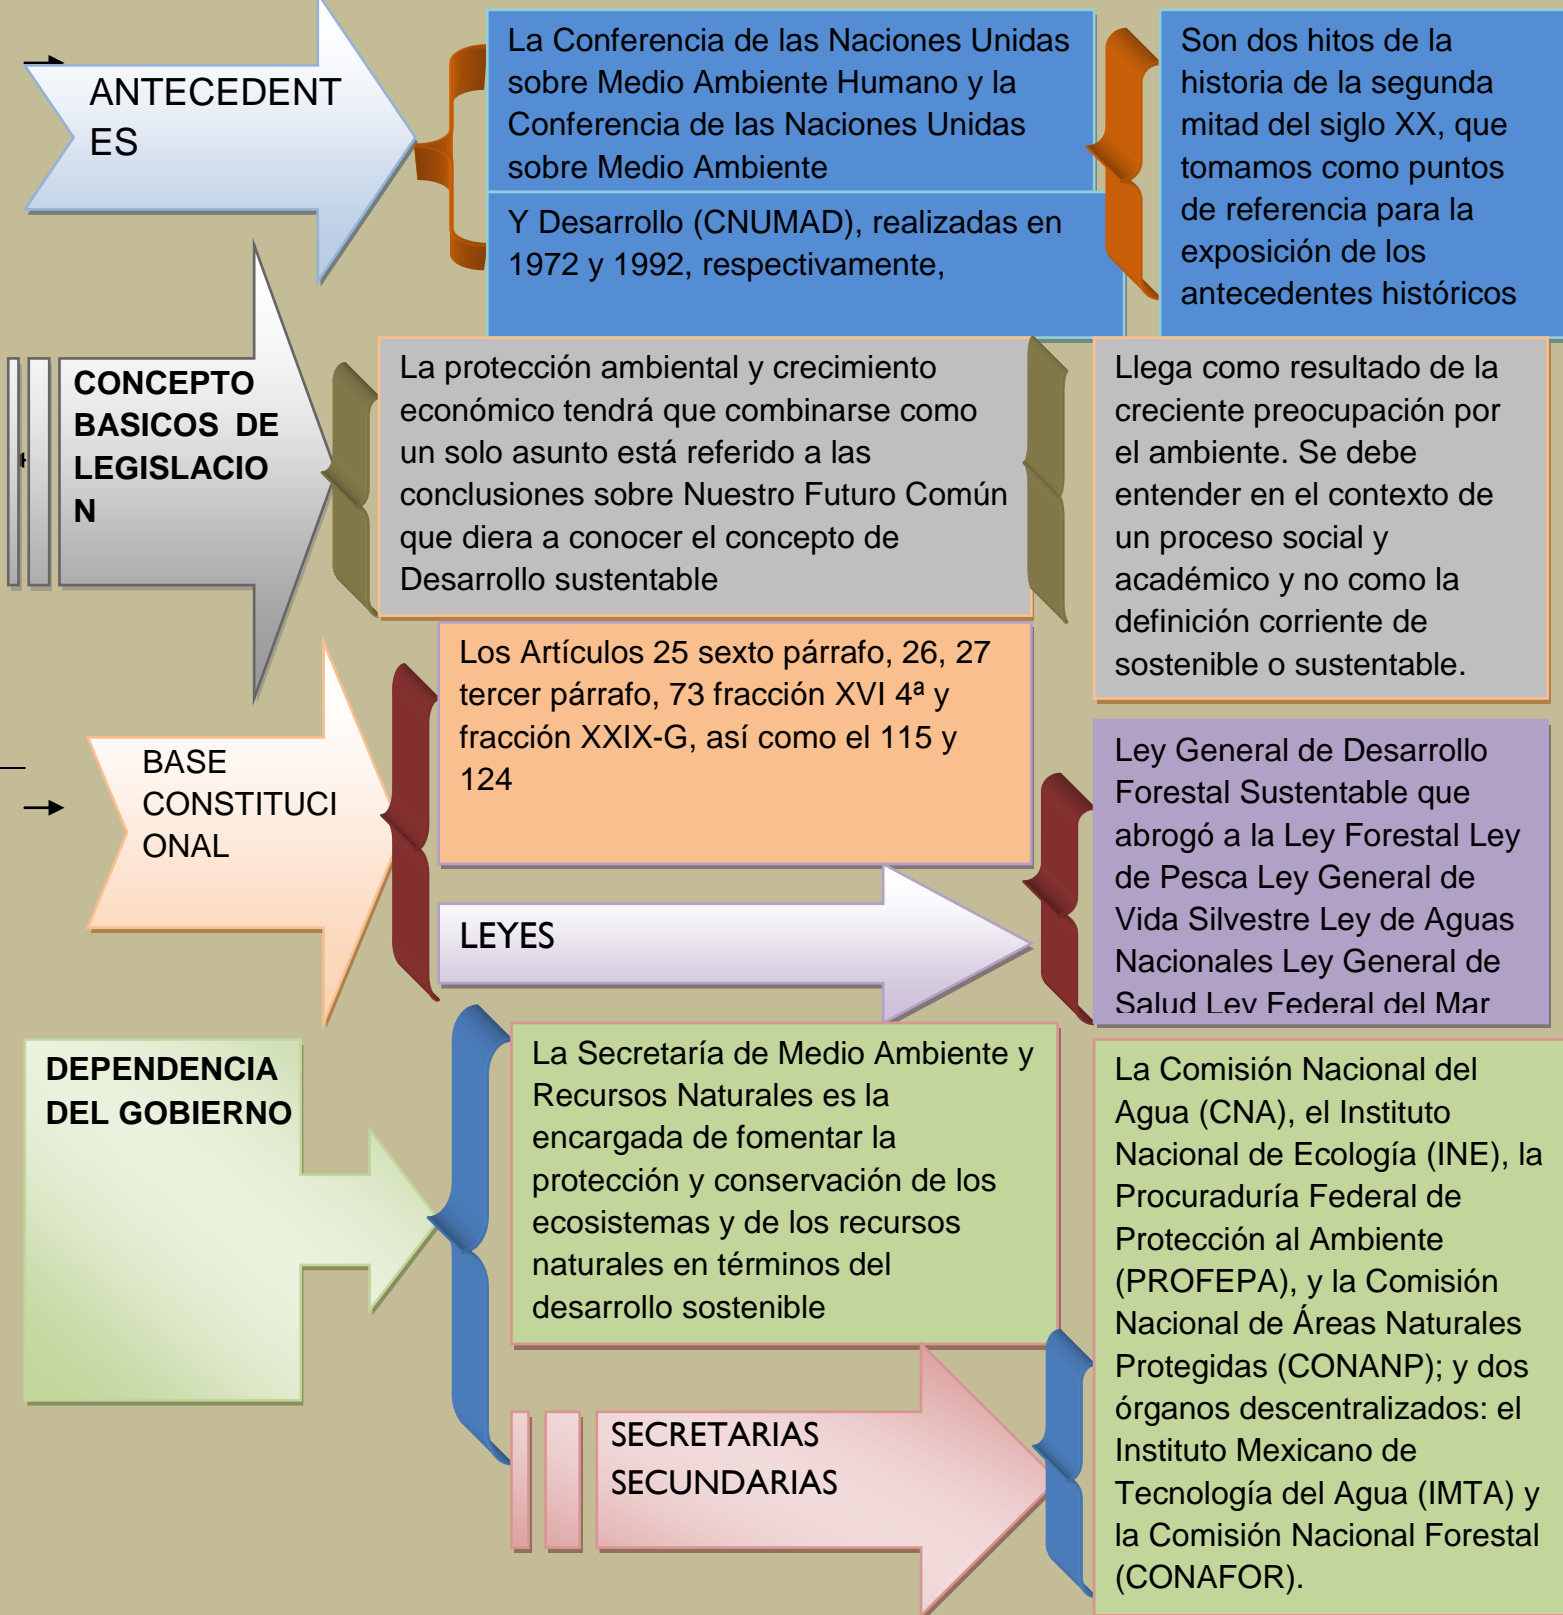 ANTECEDENT
ES
La Conferencia de las Naciones Unidas
sobre Medio Ambiente Humano y la
Conferencia de las Naciones Unidas
sobre Medio Ambiente
Y Desarrollo (CNUMAD), realizadas en
1972 y 1992, respectivamente,
Son dos hitos de la
historia de la segunda
mitad del siglo XX, que
tomamos como puntos
de referencia para la
exposición de los
antecedentes históricos
CONCEPTO
BASICOS DE
LEGISLACIO
N
La protección ambiental y crecimiento
económico tendrá que combinarse como
un solo asunto está referido a las
conclusiones sobre Nuestro Futuro Común
que diera a conocer el concepto de
Desarrollo sustentable
Llega como resultado de la
creciente preocupación por
el ambiente. Se debe
entender en el contexto de
un proceso social y
académico y no como la
definición corriente de
sostenible o sustentable.
BASE
CONSTITUCI
ONAL
Los Artículos 25 sexto párrafo, 26, 27
tercer párrafo, 73 fracción XVI 4ª y
fracción XXIX-G, así como el 115 y
124
LEYES
Ley General de Desarrollo
Forestal Sustentable que
abrogó a la Ley Forestal Ley
de Pesca Ley General de
Vida Silvestre Ley de Aguas
Nacionales Ley General de
Salud Ley Federal del Mar
DEPENDENCIA
DEL GOBIERNO
La Secretaría de Medio Ambiente y
Recursos Naturales es la
encargada de fomentar la
protección y conservación de los
ecosistemas y de los recursos
naturales en términos del
desarrollo sostenible
SECRETARIAS
SECUNDARIAS
La Comisión Nacional del
Agua (CNA), el Instituto
Nacional de Ecología (INE), la
Procuraduría Federal de
Protección al Ambiente
(PROFEPA), y la Comisión
Nacional de Áreas Naturales
Protegidas (CONANP); y dos
órganos descentralizados: el
Instituto Mexicano de
Tecnología del Agua (IMTA) y
la Comisión Nacional Forestal
(CONAFOR).